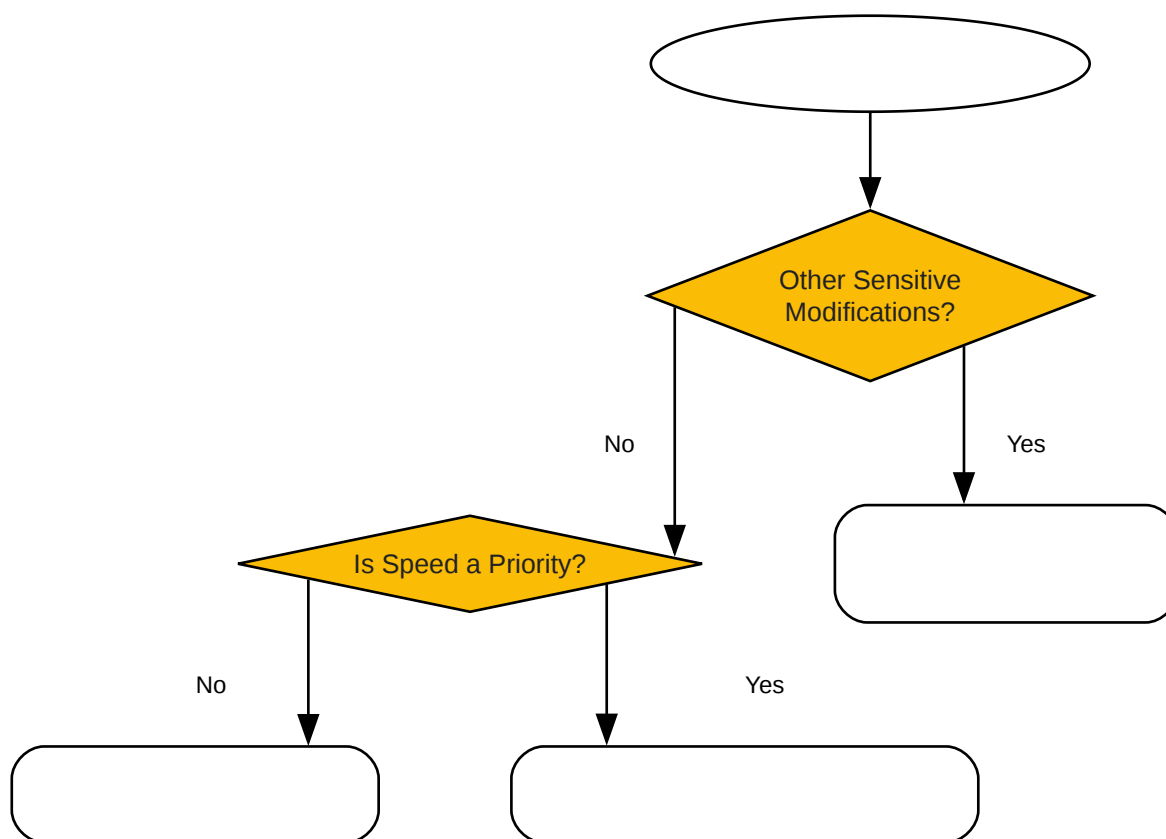 Other Sensitive
Modifications?
No
Yes
Is Speed a Priority?
No
Yes